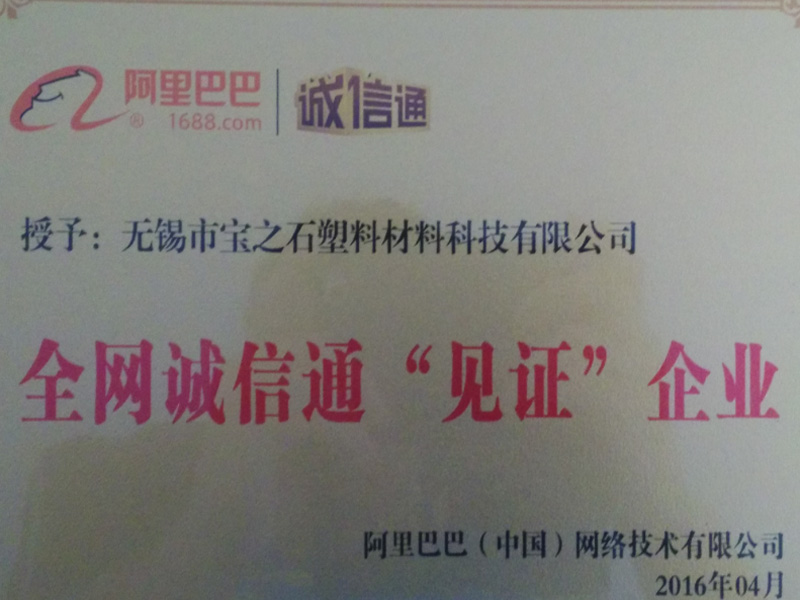 阿里巴巴 诚信通
® 1688.com
授予：无锡市宝之石塑料材料科技有限公司
全网诚信通“见证”企业
阿里巴巴（中国）网络技术有限公司
2016年04月